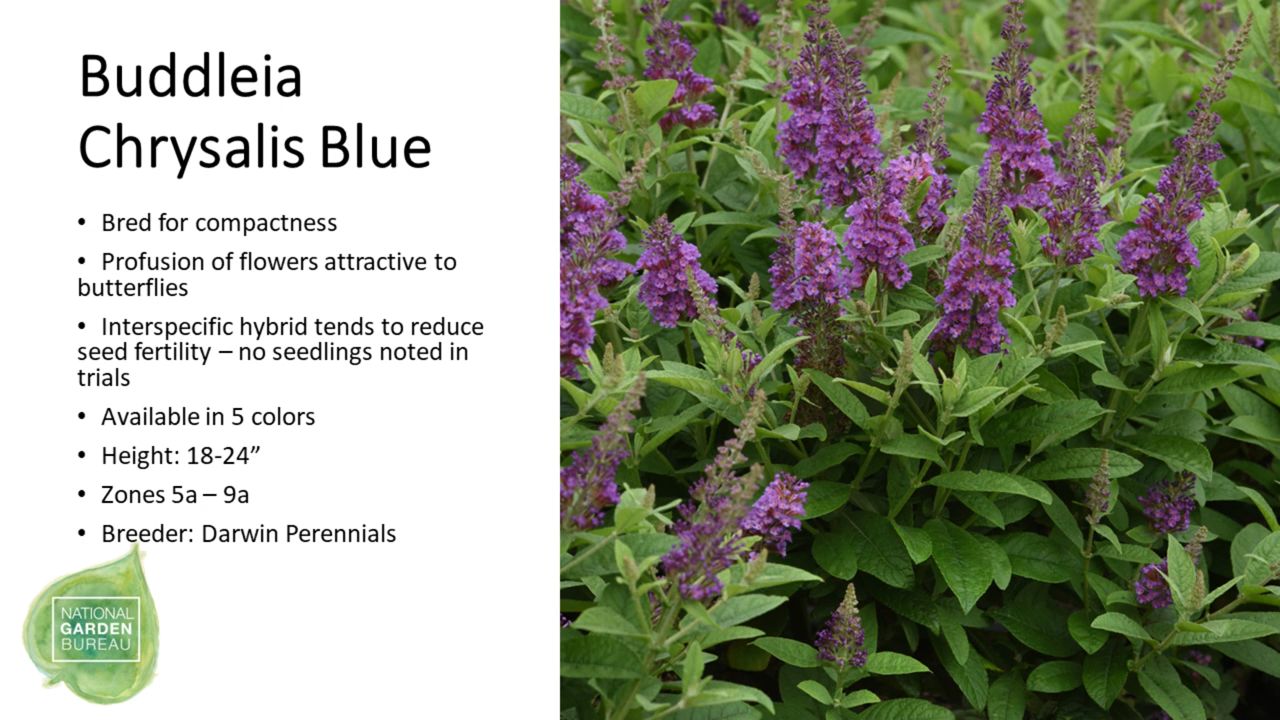 Buddleia
Chrysalis Blue
• Bred for compactness
• Profusion of flowers attractive to
butterflies
• Interspecific hybrid tends to reduce
seed fertility – no seedlings noted in
trials
• Available in 5 colors
• Height: 18-24”
• Zones 5a – 9a
• Breeder: Darwin Perennials
NATIONAL
GARDEN
BUREAU